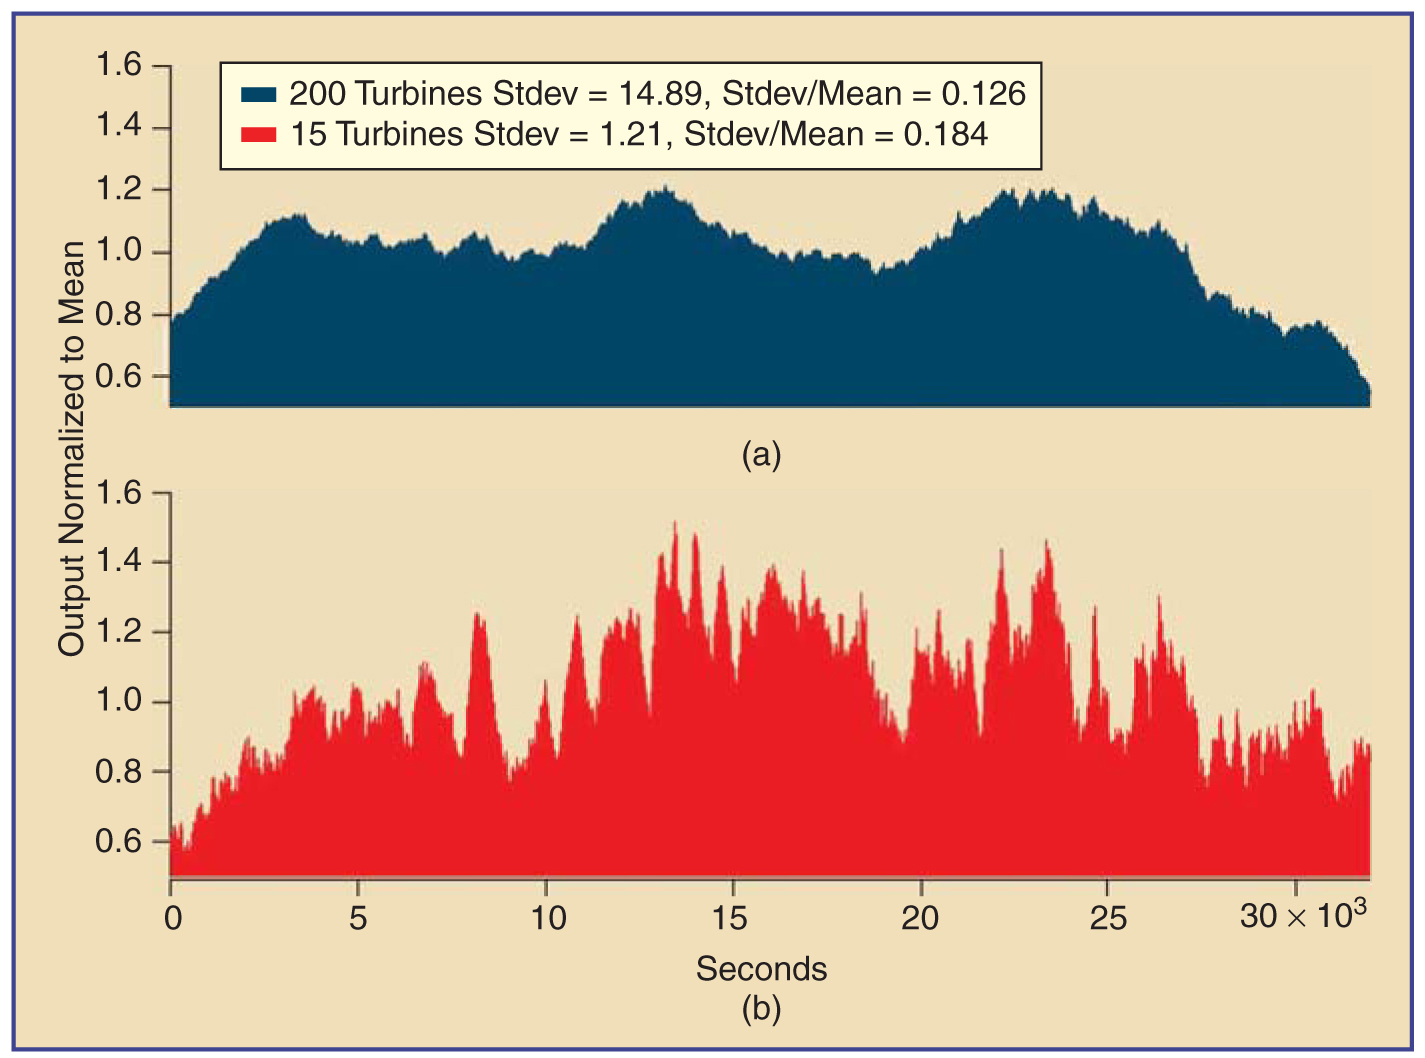 1.6
1.4
1.2
1.0
0.8
0.6
200 Turbines Stdev = 14.89, Stdev/Mean = 0.126
15 Turbines Stdev = 1.21, Stdev/Mean = 0.184
(a)
Output Normalized to Mean
1.6
1.4
1.2
1.0
0.8
0.6
0 5 10 15 20 25 30 × 10³
Seconds
(b)